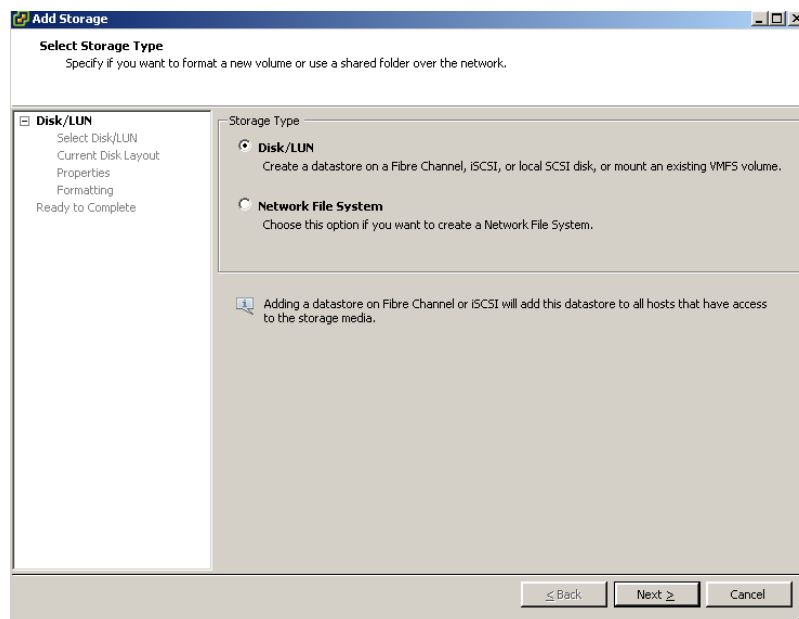 Add Storage
Select Storage Type
Specify if you want to format a new volume or use a shared folder over the network.
Disk/LUN
Select Disk/LUN
Current Disk Layout
Properties
Formatting
Ready to Complete
Storage Type
Disk/LUN
Create a datastore on a Fibre Channel, iSCSI, or local SCSI disk, or mount an existing VMFS volume.
Network File System
Choose this option if you want to create a Network File System.
Adding a datastore on Fibre Channel or iSCSI will add this datastore to all hosts that have access
to the storage media.
≤ Back
Next ≥
Cancel